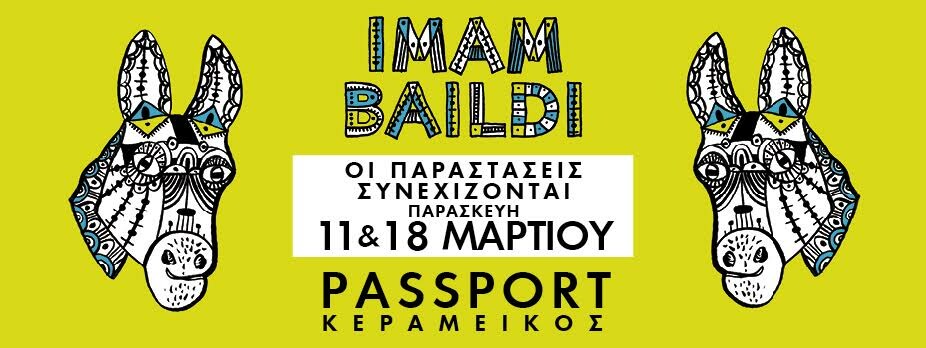 IMAM
BAILDI
ΟΙ ΠΑΡΑΣΤΑΣΕΙΣ
ΣΥΝΕΧΙΖΟΝΤΑΙ
ΠΑΡΑΣΚΕΥΗ
11 & 18 ΜΑΡΤΙΟΥ
PASSPORT
ΚΕΡΑΜΕΙΚΟΣ